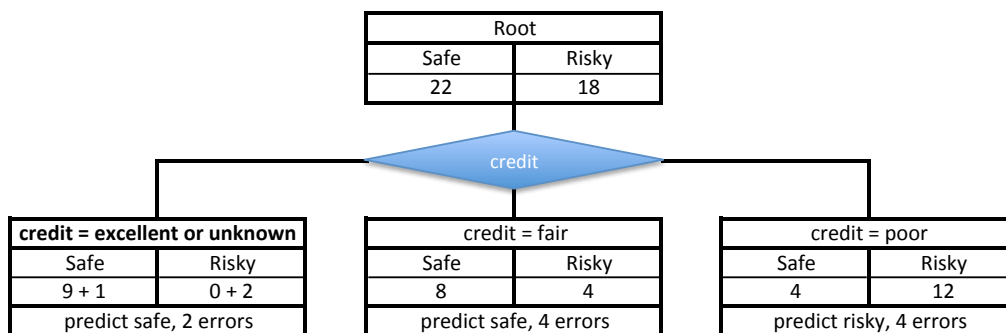 Root
Safe Risky
22 18
credit
credit = excellent or unknown
Safe Risky
9 + 1 0 + 2
predict safe, 2 errors
credit = fair
Safe Risky
8 4
predict safe, 4 errors
credit = poor
Safe Risky
4 12
predict risky, 4 errors